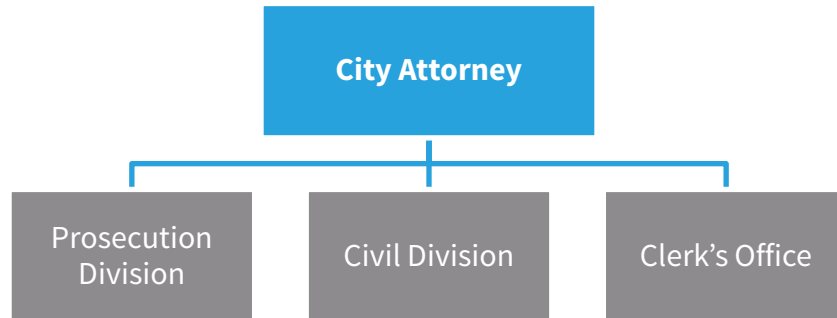 City Attorney
Prosecution
Division
Civil Division
Clerk’s Office